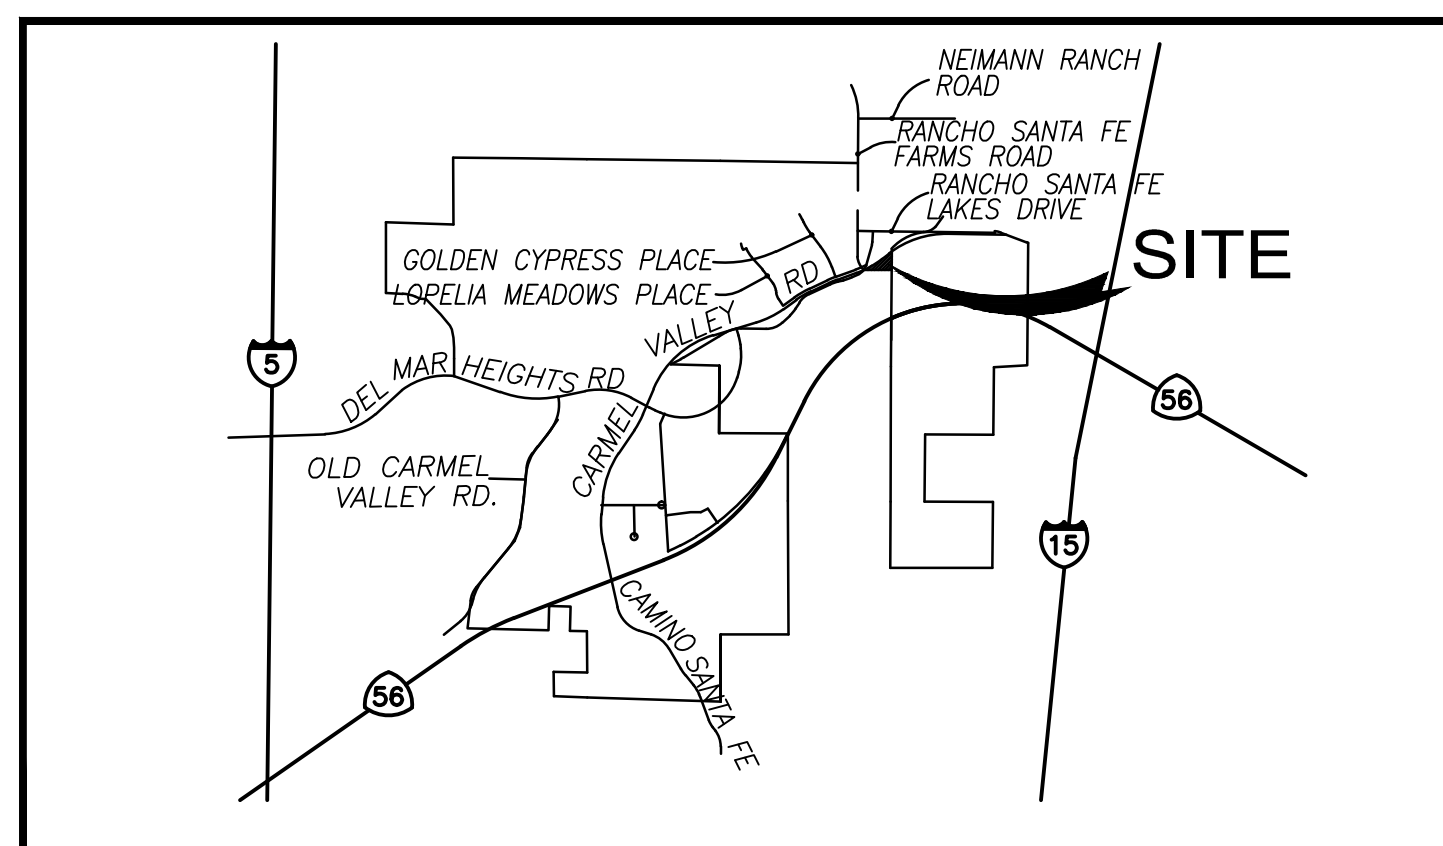 NEIMANN RANCH
ROAD
RANCHO SANTA FE
FARMS ROAD
RANCHO SANTA FE
LAKES DRIVE
SITE
GOLDEN CYPRESS PLACE
LOPELIA MEADOWS PLACE
CARMEL VALLEY RD
5
DEL MAR HEIGHTS RD
56
OLD CARMEL
VALLEY RD.
15
CAMINO SANTA FE
56